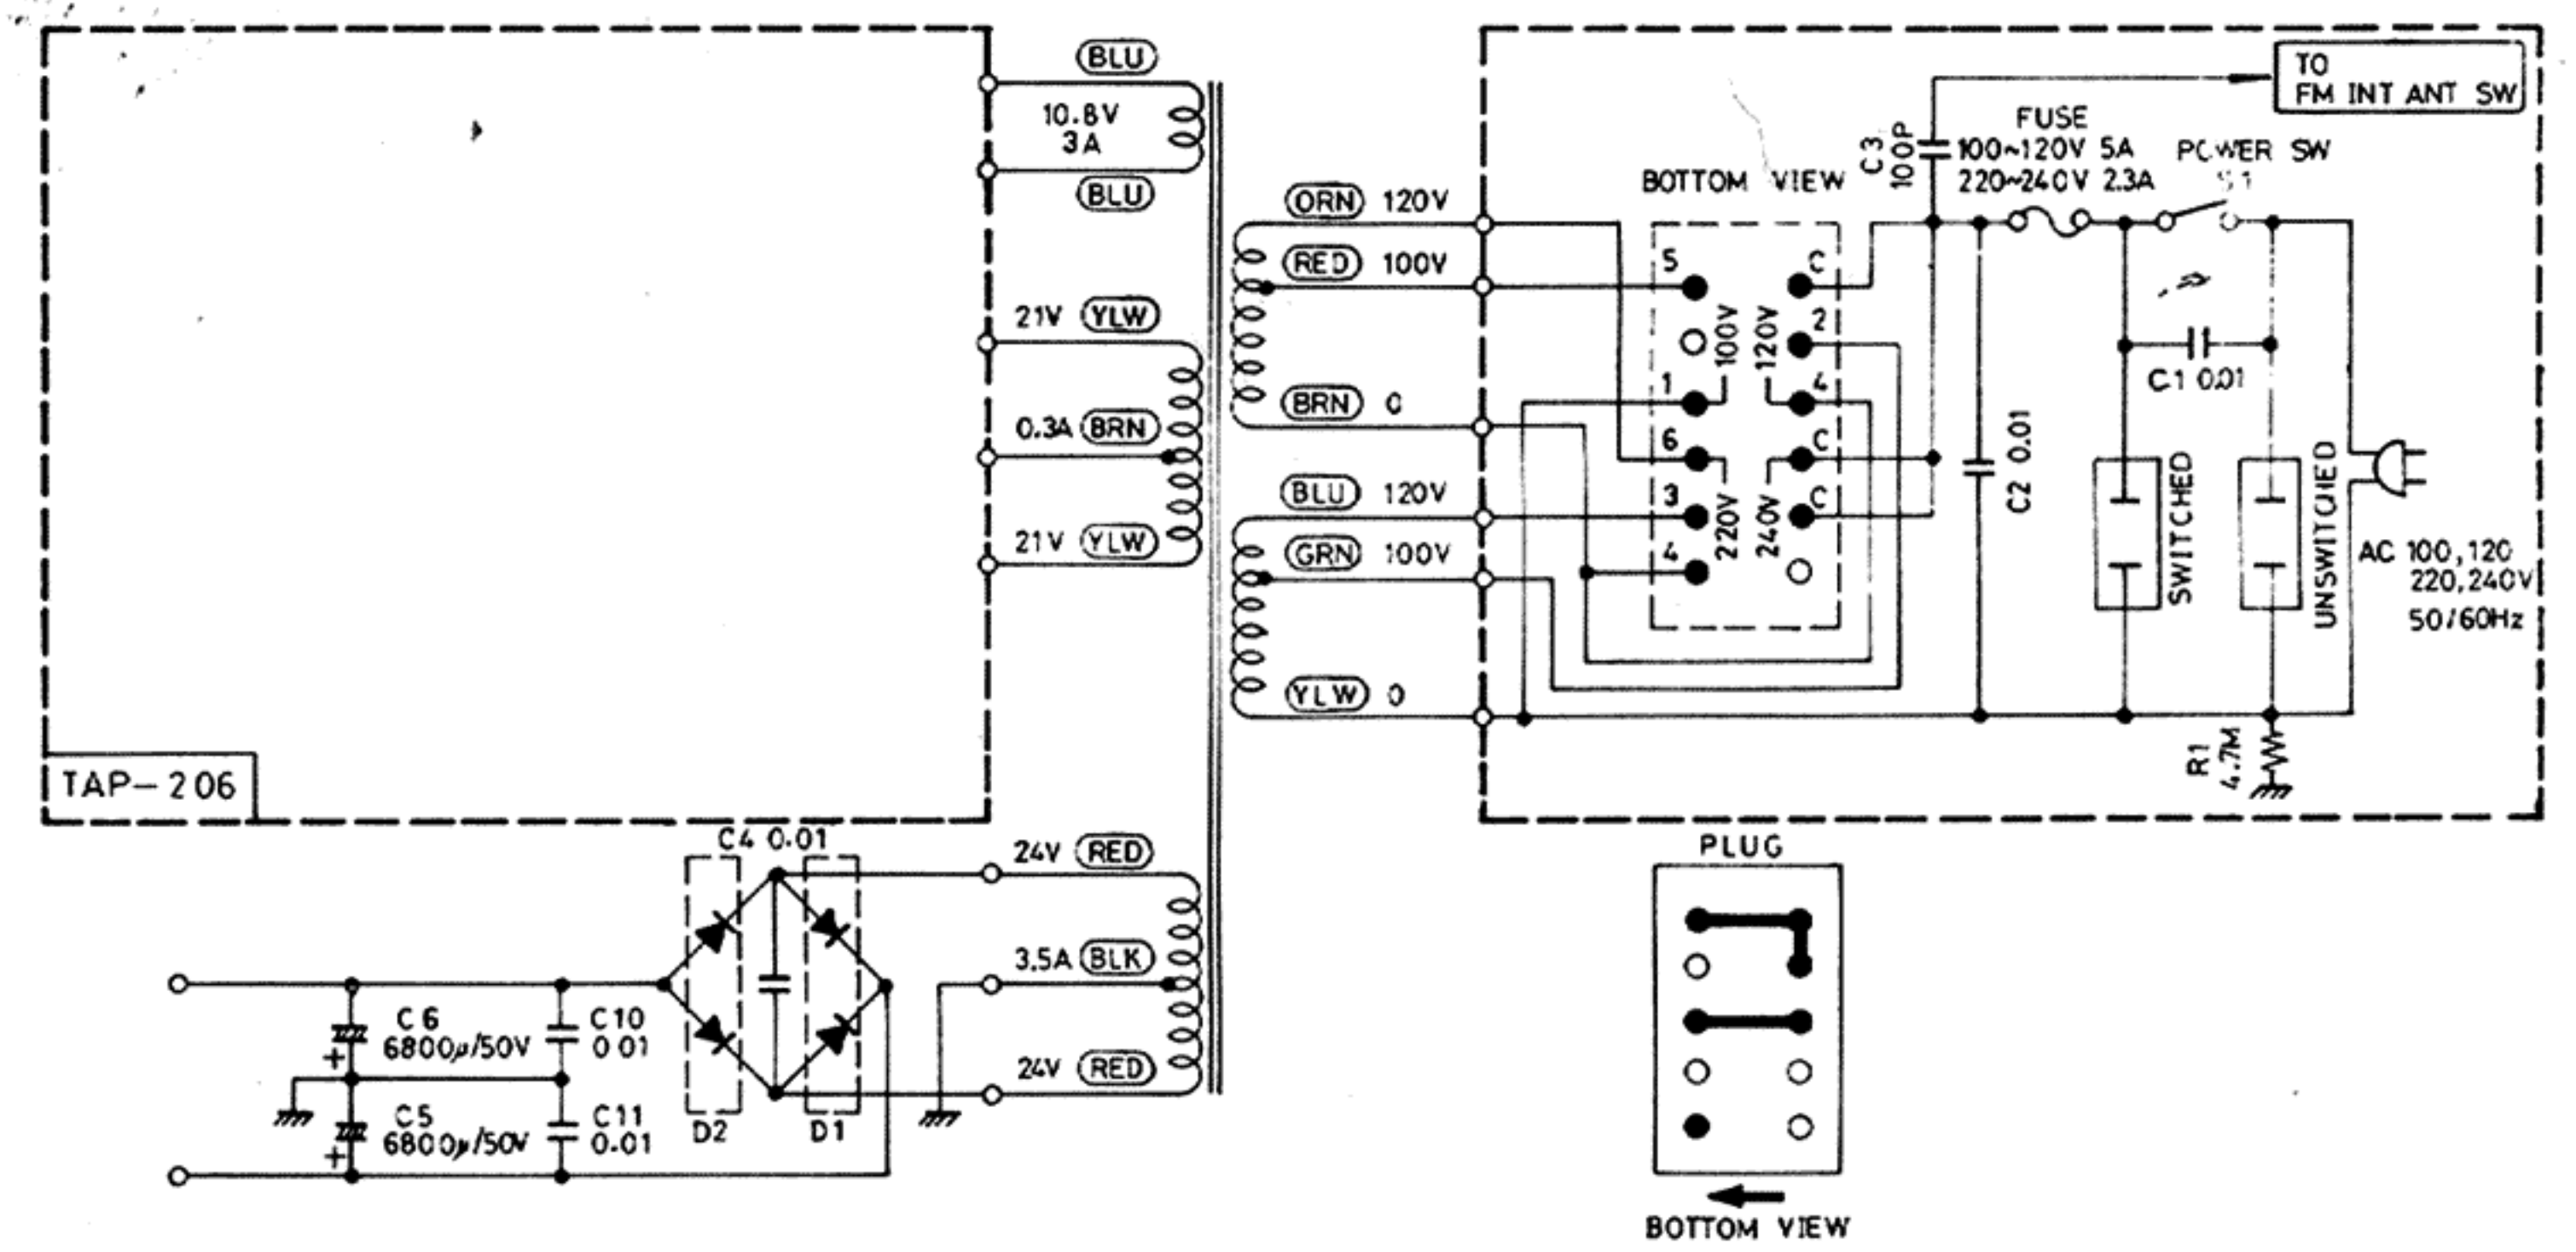 BLU
10.8V
3A
BLU
21V YLW
0.3A BRN
21V YLW
TAP-206
ORN 120V
RED 100V
BRN 0
BLU 120V
GRN 100V
YLW 0
BOTTOM VIEW
5 C
2
1 4
6 C
3 C
4
100V
120V
220V
240V
C3
100P
TO
FM INT ANT SW
FUSE
100~120V 5A
220~240V 2.3A
POWER SW
S1
C1 0.01
C2 0.01
SWITCHED
UNSWITCHED
AC 100,120
220,240V
50/60Hz
R1
4.7M
C4 0.01
24V RED
3.5A BLK
24V RED
D2
D1
C6
6800μ/50V
+
C10
0.01
C5
6800μ/50V
+
C11
0.01
PLUG
BOTTOM VIEW